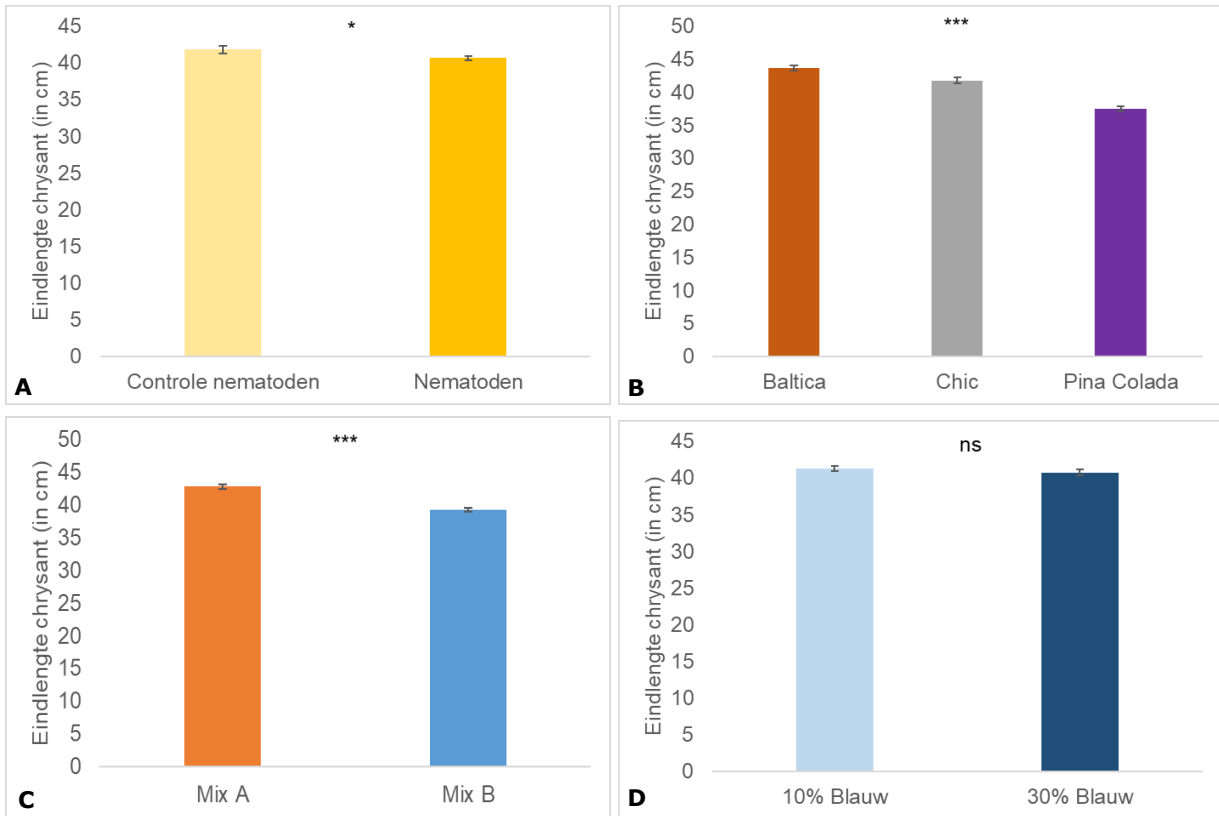 Eindlengte chrysant (in cm)
45
40
35
30
25
20
15
10
5
0
*
Controle nematoden
Nematoden
A
Eindlengte chrysant (in cm)
50
45
40
35
30
25
20
15
10
5
0
***
Baltica
Chic
Pina Colada
B
Eindlengte chrysant (in cm)
50
45
40
35
30
25
20
15
10
5
0
***
Mix A
Mix B
C
Eindlengte chrysant (in cm)
45
40
35
30
25
20
15
10
5
0
ns
10% Blauw
30% Blauw
D